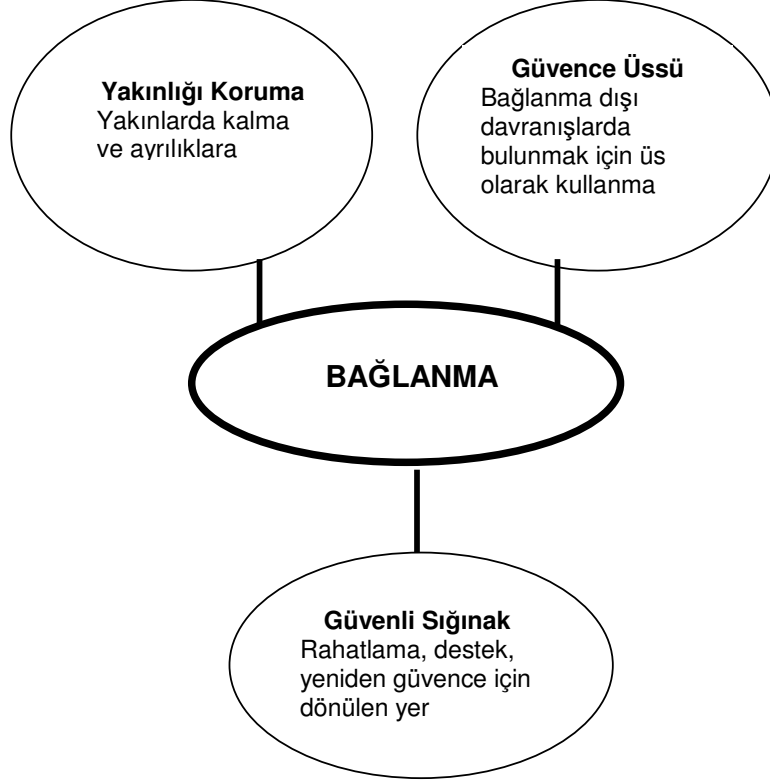 Yakınlığı Koruma
Yakınlarda kalma
ve ayrılıklara
Güvence Üssü
Bağlanma dışı
davranışlarda
bulunmak için üs
olarak kullanma
BAĞLANMA
Güvenli Sığınak
Rahatlama, destek,
yeniden güvence için
dönülen yer